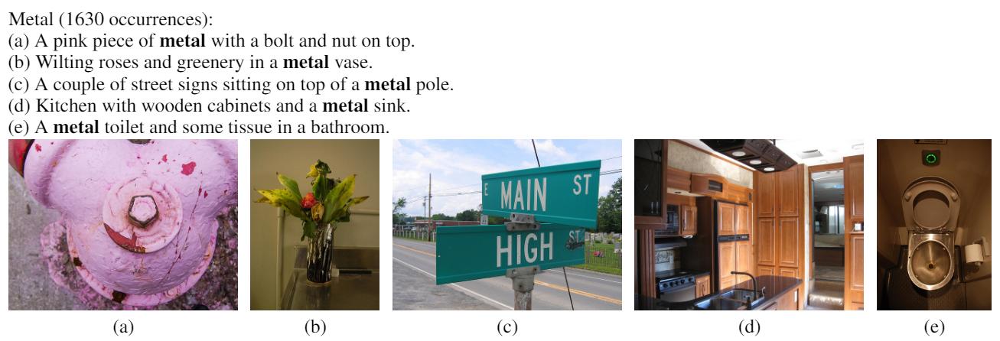 Metal (1630 occurrences):
(a) A pink piece of metal with a bolt and nut on top.
(b) Wilting roses and greenery in a metal vase.
(c) A couple of street signs sitting on top of a metal pole.
(d) Kitchen with wooden cabinets and a metal sink.
(e) A metal toilet and some tissue in a bathroom.
E MAIN ST
HIGH ST
(a) (b) (c) (d) (e)